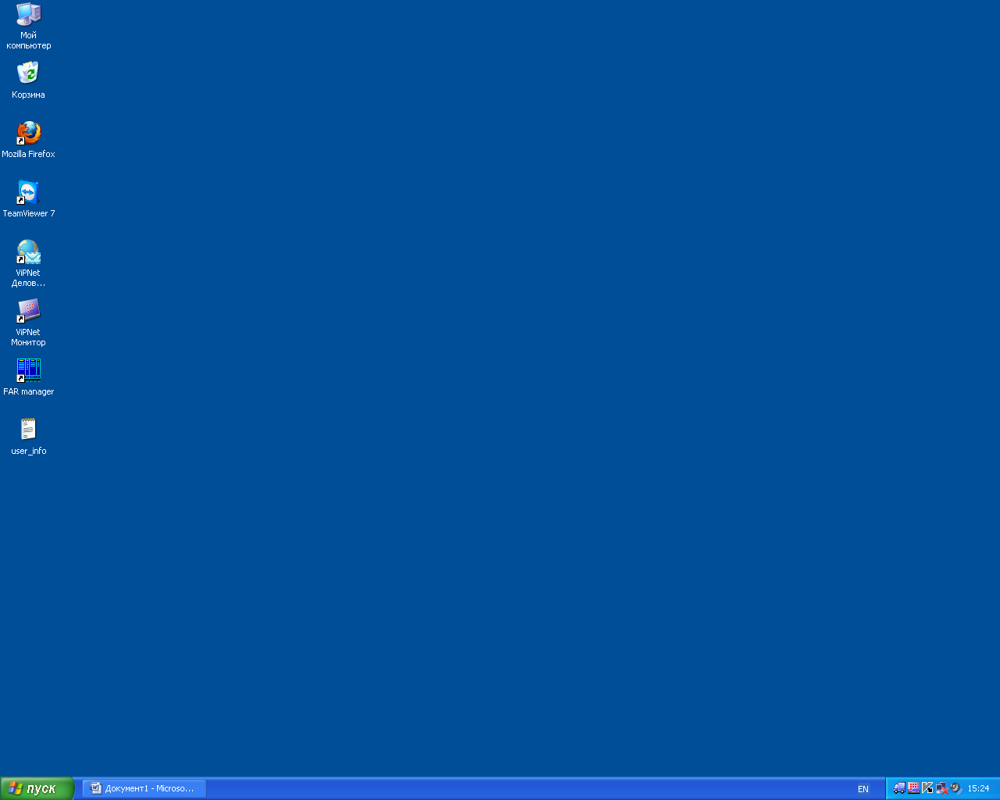 Мой
компьютер
Корзина
Mozilla Firefox
TeamViewer 7
ViPNet
Делов...
ViPNet
Монитор
FAR manager
user_info
пуск
Документ1 - Microso...
EN
15:24